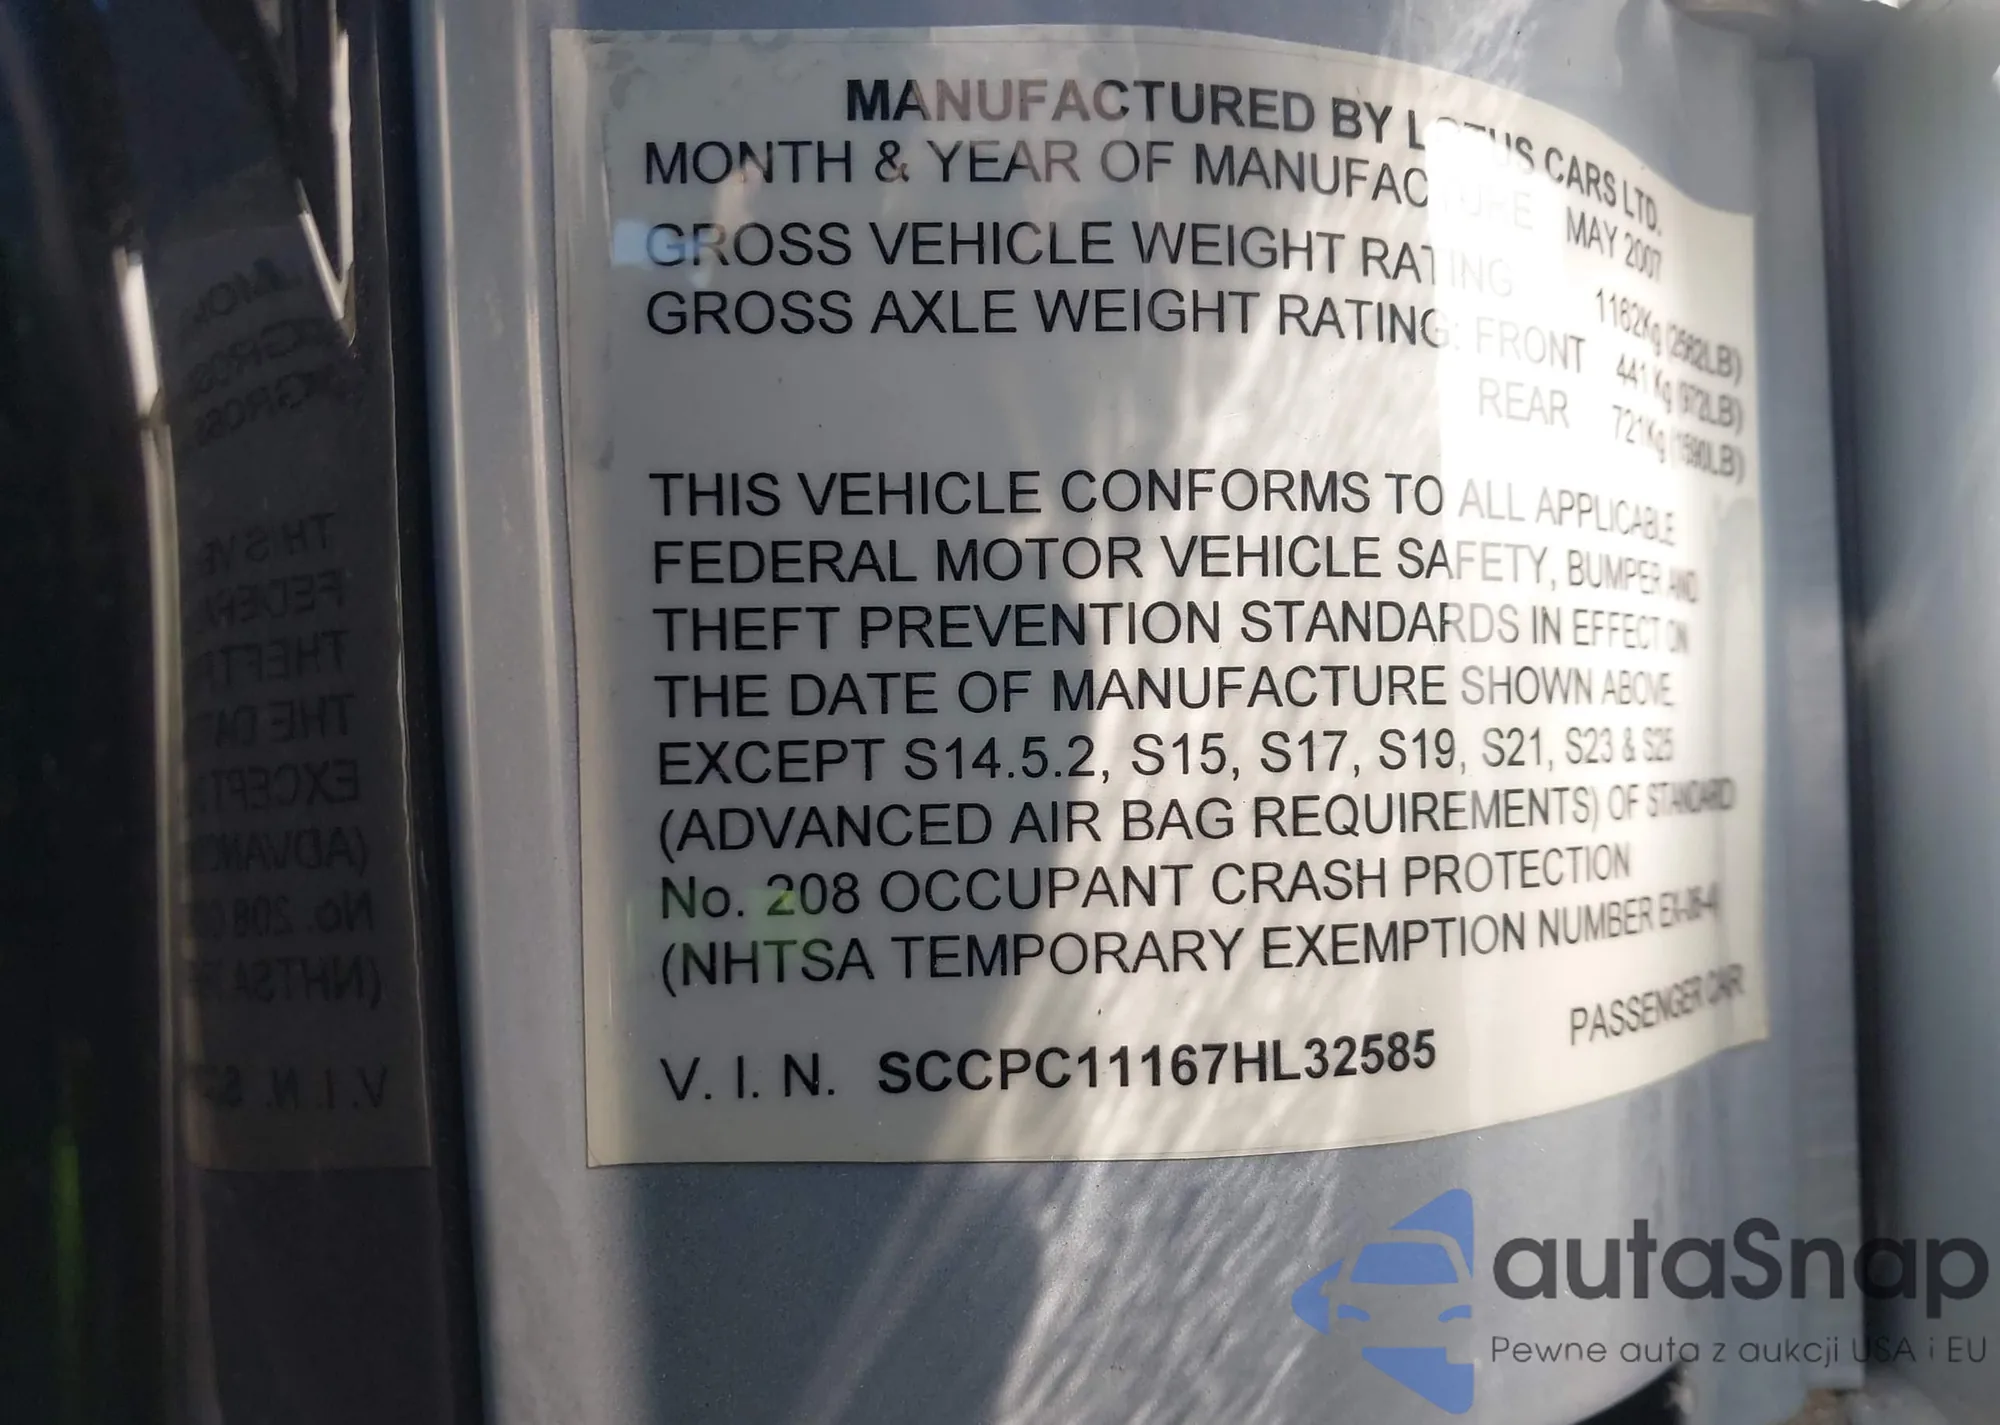 MANUFACTURED BY LOTUS CARS LTD.
MONTH & YEAR OF MANUFACTURE MAY 2007
GROSS VEHICLE WEIGHT RATING 1162Kg (2562LB)
GROSS AXLE WEIGHT RATING: FRONT 441 Kg (972LB)
REAR 721Kg (1590LB)
THIS VEHICLE CONFORMS TO ALL APPLICABLE
FEDERAL MOTOR VEHICLE SAFETY, BUMPER AND
THEFT PREVENTION STANDARDS IN EFFECT ON
THE DATE OF MANUFACTURE SHOWN ABOVE
EXCEPT S14.5.2, S15, S17, S19, S21, S23 & S25
(ADVANCED AIR BAG REQUIREMENTS) OF STANDARD
No. 208 OCCUPANT CRASH PROTECTION
(NHTSA TEMPORARY EXEMPTION NUMBER
PASSENGER CAR
V. I. N. SCCPC11167HL32585
autaSnap
Pewne auta z aukcji USA i EU